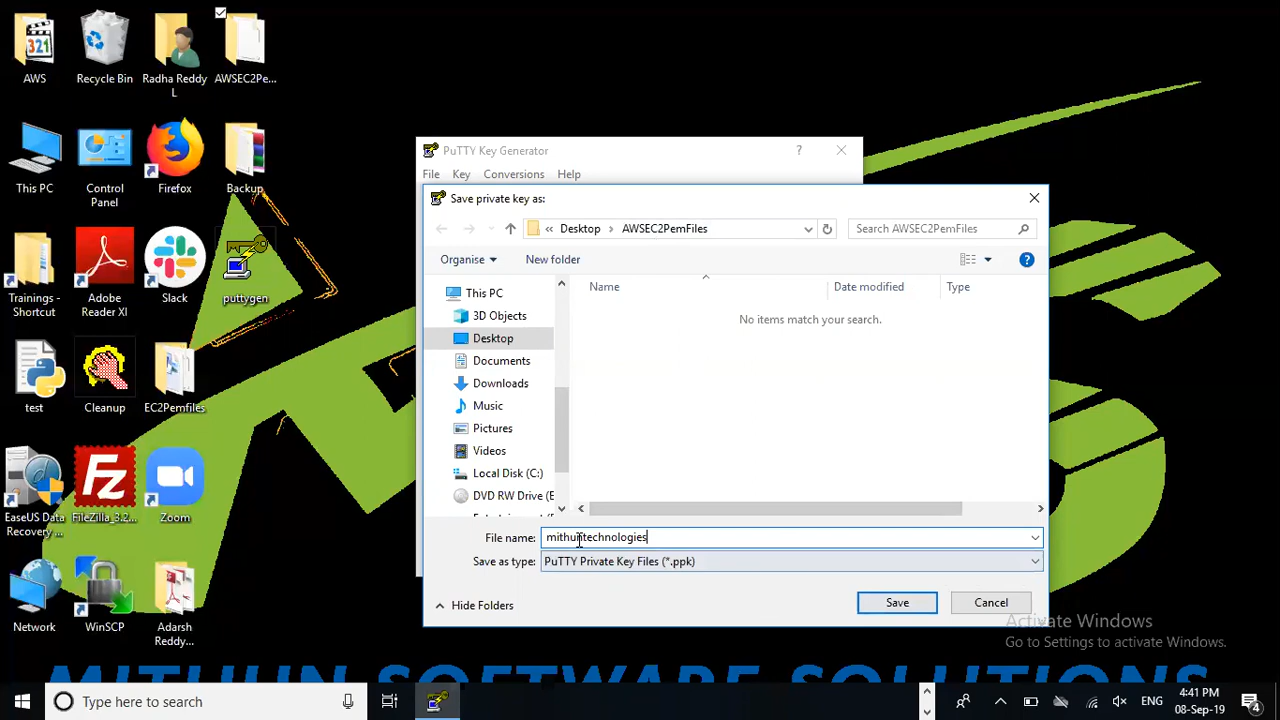 AWS
Recycle Bin
Radha Reddy L
AWSEC2Pe...
This PC
Control Panel
Firefox
Backup
Trainings - Shortcut
Adobe Reader XI
Slack
puttygen
test
Cleanup
EC2Pemfiles
EaseUS Data Recovery ...
FileZilla_3.2...
Zoom
Network
WinSCP
Adarsh Reddy...
PuTTY Key Generator
?
File Key Conversions Help
Save private key as:
Desktop > AWSEC2PemFiles
Search AWSEC2PemFiles
Organise
New folder
This PC
3D Objects
Desktop
Documents
Downloads
Music
Pictures
Videos
Local Disk (C:)
DVD RW Drive (E
Name Date modified Type
No items match your search.
File name: mithuntechnologies
Save as type: PuTTY Private Key Files (*.ppk)
Hide Folders
Save
Cancel
Activate Windows
Go to Settings to activate Windows.
MITHUN SOFTWARE SOLUTIONS
Type here to search
ENG
4:41 PM
08-Sep-19
4